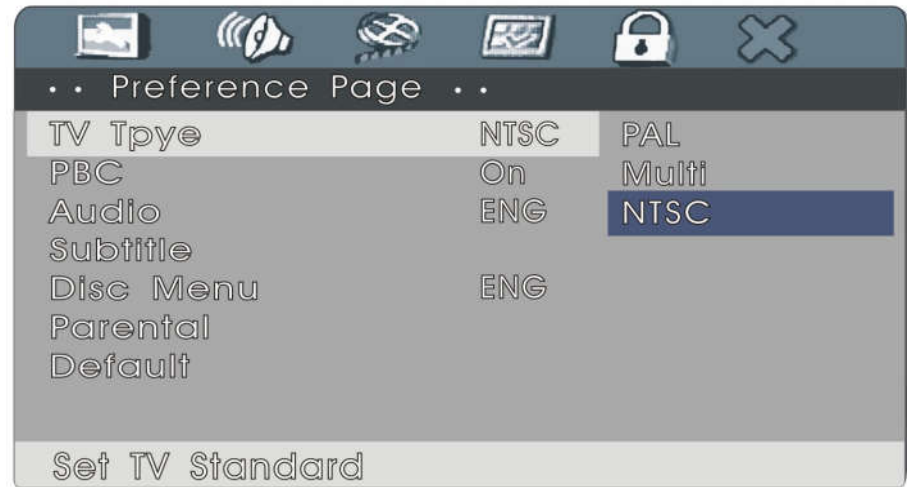 •• Preference Page ••
TV Tpye NTSC PAL
PBC On Multi
Audio ENG NTSC
Subtitle
Disc Menu ENG
Parental
Default
Set TV Standard